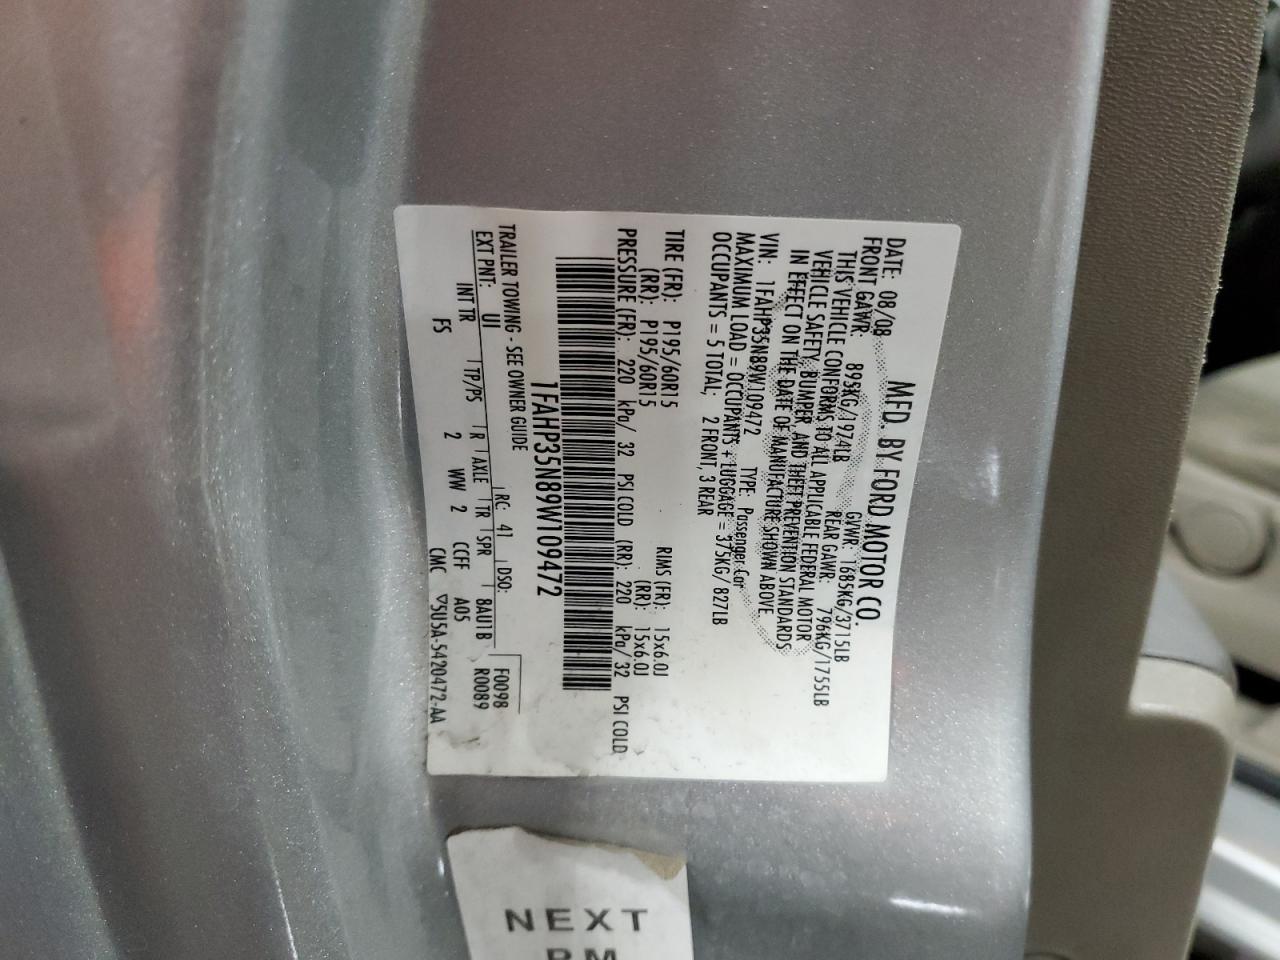 MFD. BY FORD MOTOR CO.
DATE: 08/08 GVWR: 1685KG/3715LB
FRONT GAWR: 895KG/1974LB REAR GAWR: 796KG/1755LB
THIS VEHICLE CONFORMS TO ALL APPLICABLE FEDERAL MOTOR
VEHICLE SAFETY, BUMPER, AND THEFT PREVENTION STANDARDS
IN EFFECT ON THE DATE OF MANUFACTURE SHOWN ABOVE
VIN: 1FAHP35N89W109472 TYPE: Passenger Car
MAXIMUM LOAD = OCCUPANTS + LUGGAGE = 375KG/ 827LB
OCCUPANTS = 5 TOTAL; 2 FRONT, 3 REAR
TIRE (FR): P195/60R15 RIMS (FR): 15x6.0J
(RR): P195/60R15 (RR): 15x6.0J
PRESSURE (FR): 220 kPa/ 32 PSI COLD (RR): 220 kPa/ 32 PSI COLD
1FAHP35N89W109472
TRAILER TOWING - SEE OWNER GUIDE F0098
EXT PNT: UI RC: 41 DSO: R0089
INT TR TP/PS R AXLE TR SPR 8AU1B
FS 2 WW 2 CCFF A05
CMC ▽5U5A-5420472-AA
NEXT
PM